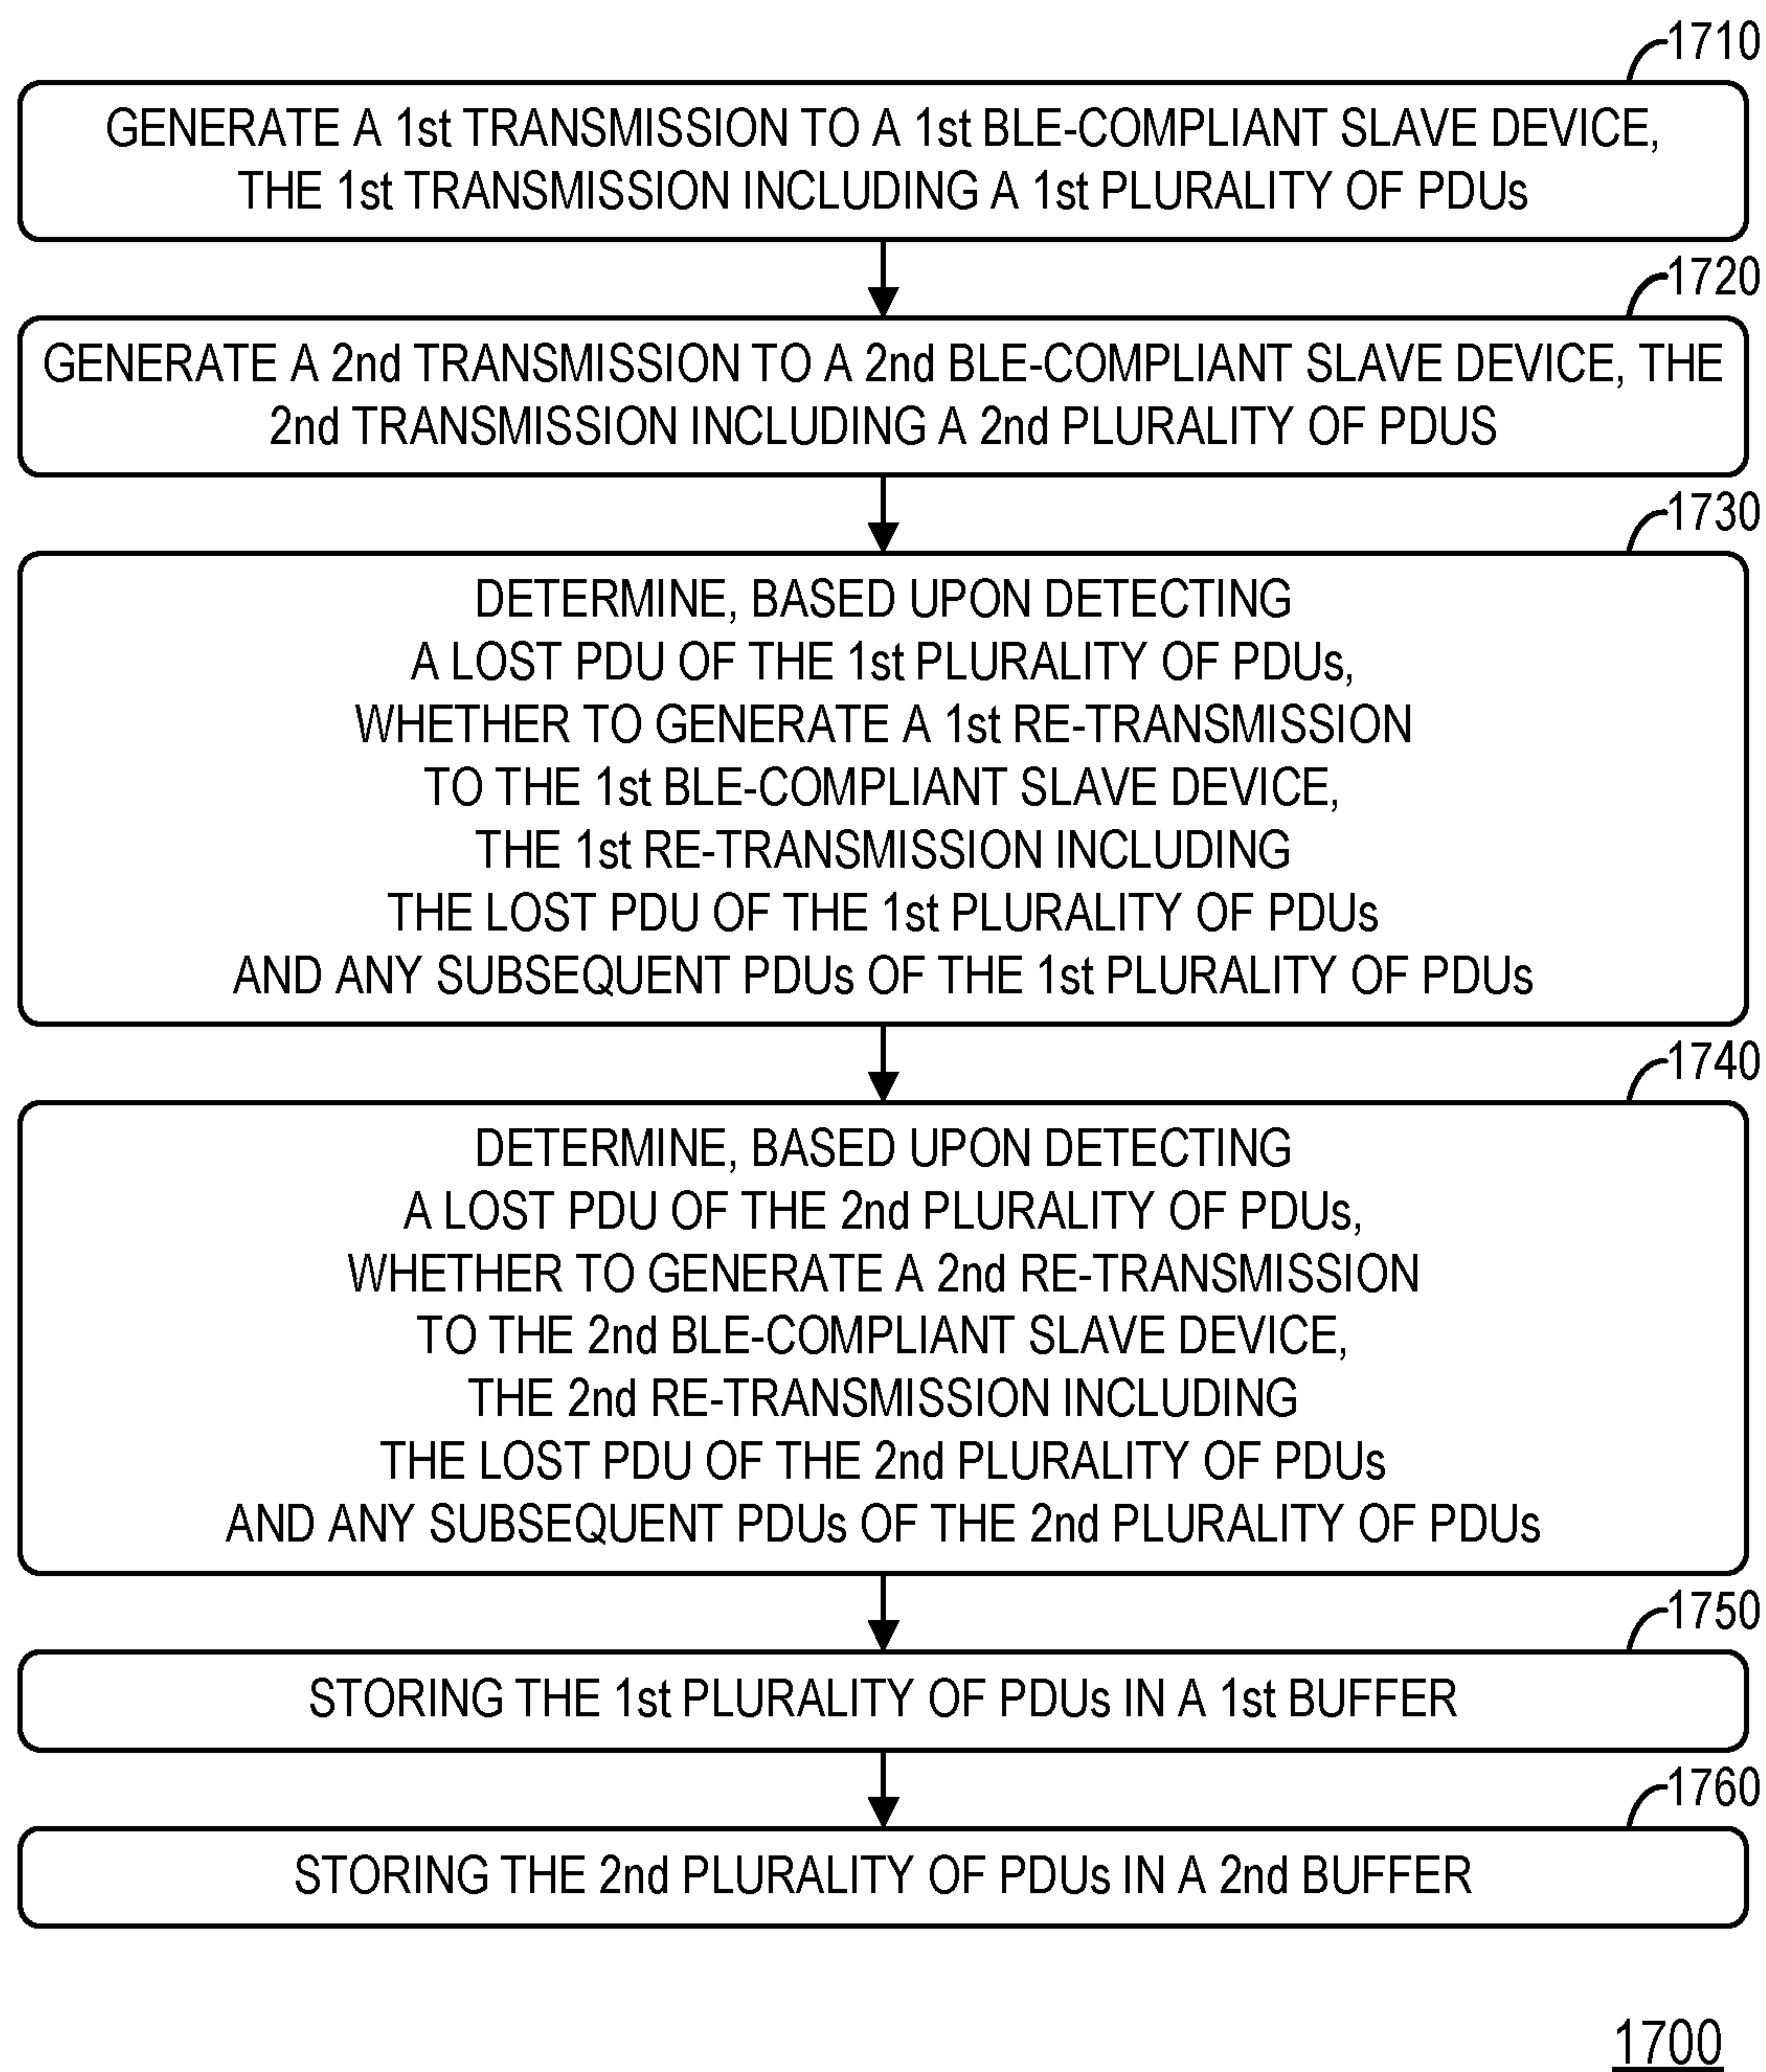 1710
GENERATE A 1st TRANSMISSION TO A 1st BLE-COMPLIANT SLAVE DEVICE,
THE 1st TRANSMISSION INCLUDING A 1st PLURALITY OF PDUs
1720
GENERATE A 2nd TRANSMISSION TO A 2nd BLE-COMPLIANT SLAVE DEVICE, THE
2nd TRANSMISSION INCLUDING A 2nd PLURALITY OF PDUS
1730
DETERMINE, BASED UPON DETECTING
A LOST PDU OF THE 1st PLURALITY OF PDUs,
WHETHER TO GENERATE A 1st RE-TRANSMISSION
TO THE 1st BLE-COMPLIANT SLAVE DEVICE,
THE 1st RE-TRANSMISSION INCLUDING
THE LOST PDU OF THE 1st PLURALITY OF PDUs
AND ANY SUBSEQUENT PDUs OF THE 1st PLURALITY OF PDUs
1740
DETERMINE, BASED UPON DETECTING
A LOST PDU OF THE 2nd PLURALITY OF PDUs,
WHETHER TO GENERATE A 2nd RE-TRANSMISSION
TO THE 2nd BLE-COMPLIANT SLAVE DEVICE,
THE 2nd RE-TRANSMISSION INCLUDING
THE LOST PDU OF THE 2nd PLURALITY OF PDUs
AND ANY SUBSEQUENT PDUs OF THE 2nd PLURALITY OF PDUs
1750
STORING THE 1st PLURALITY OF PDUs IN A 1st BUFFER
1760
STORING THE 2nd PLURALITY OF PDUs IN A 2nd BUFFER
1700